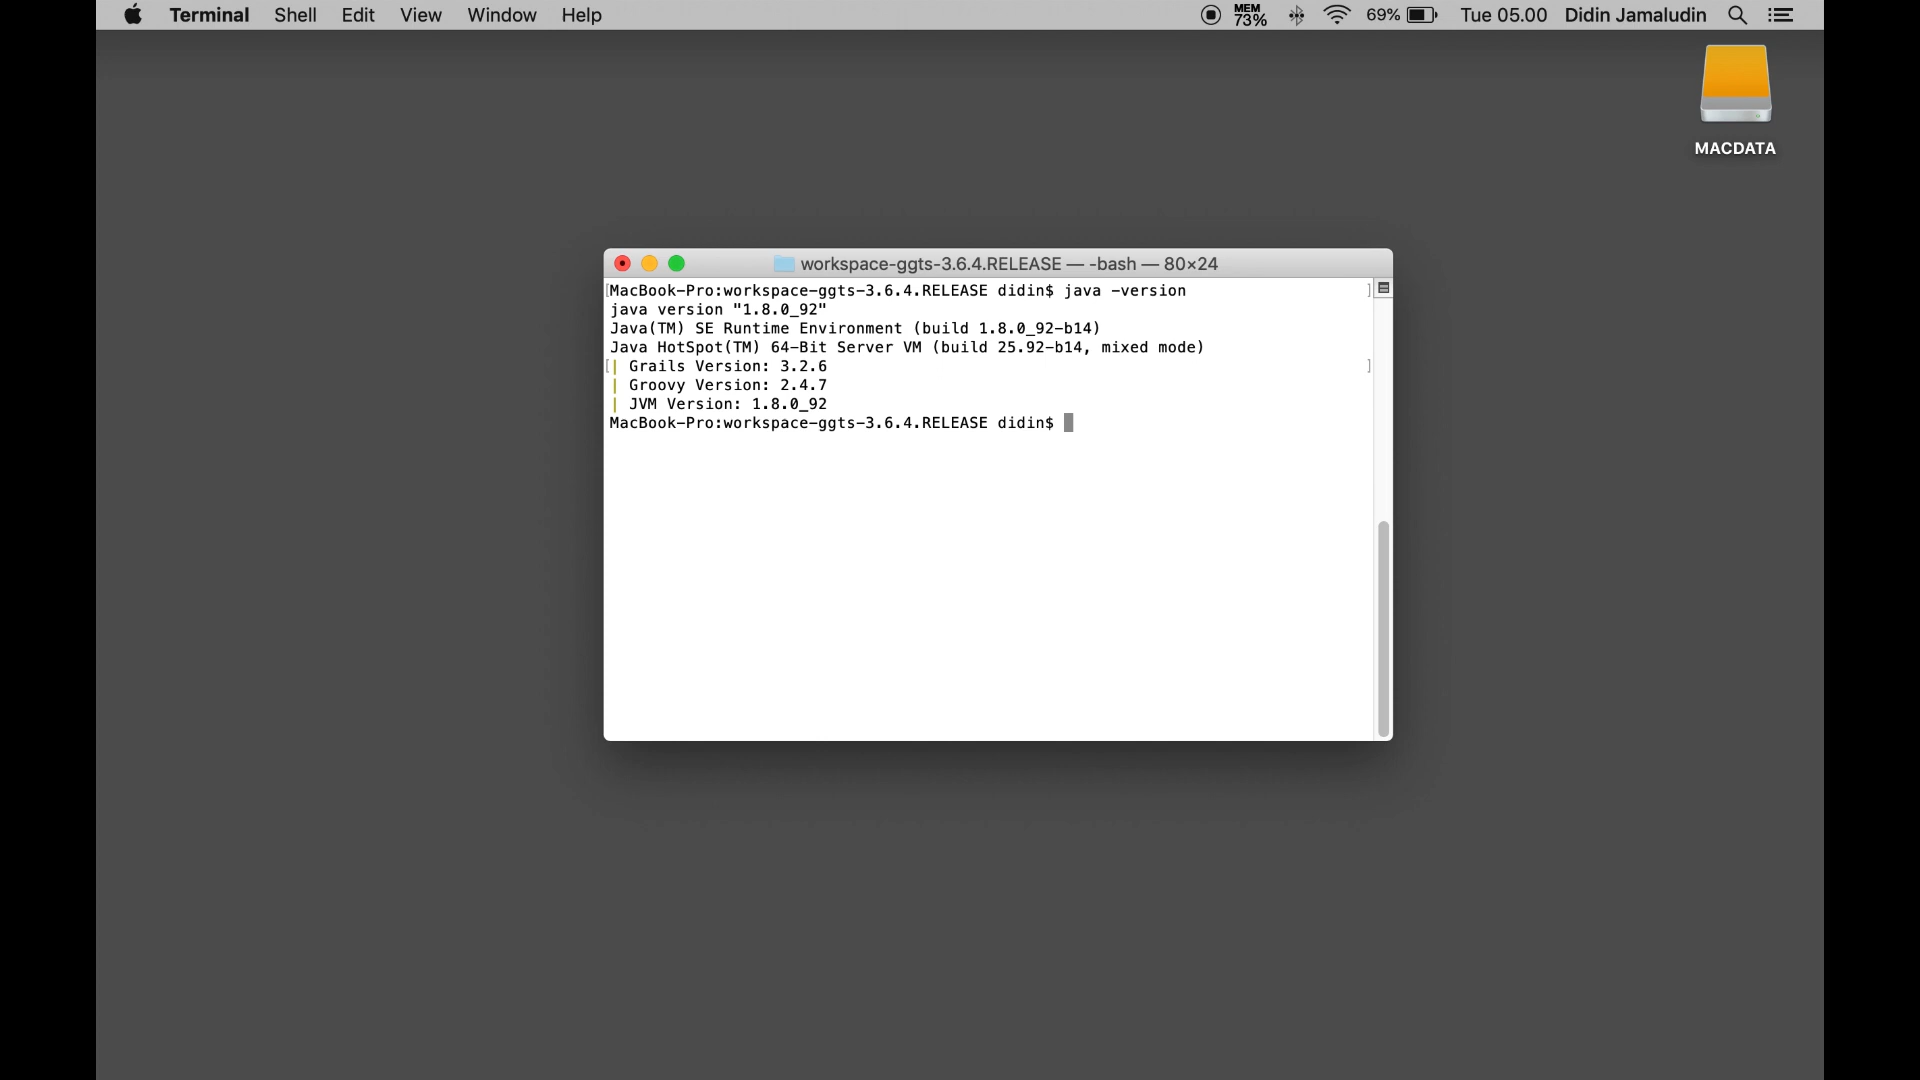 Terminal Shell Edit View Window Help MEM 73% 69% Tue 05.00 Didin Jamaludin
MACDATA
workspace-ggts-3.6.4.RELEASE — -bash — 80×24
[MacBook-Pro:workspace-ggts-3.6.4.RELEASE didin$ java -version ]
java version "1.8.0_92"
Java(TM) SE Runtime Environment (build 1.8.0_92-b14)
Java HotSpot(TM) 64-Bit Server VM (build 25.92-b14, mixed mode)
[| Grails Version: 3.2.6 ]
| Groovy Version: 2.4.7
| JVM Version: 1.8.0_92
MacBook-Pro:workspace-ggts-3.6.4.RELEASE didin$